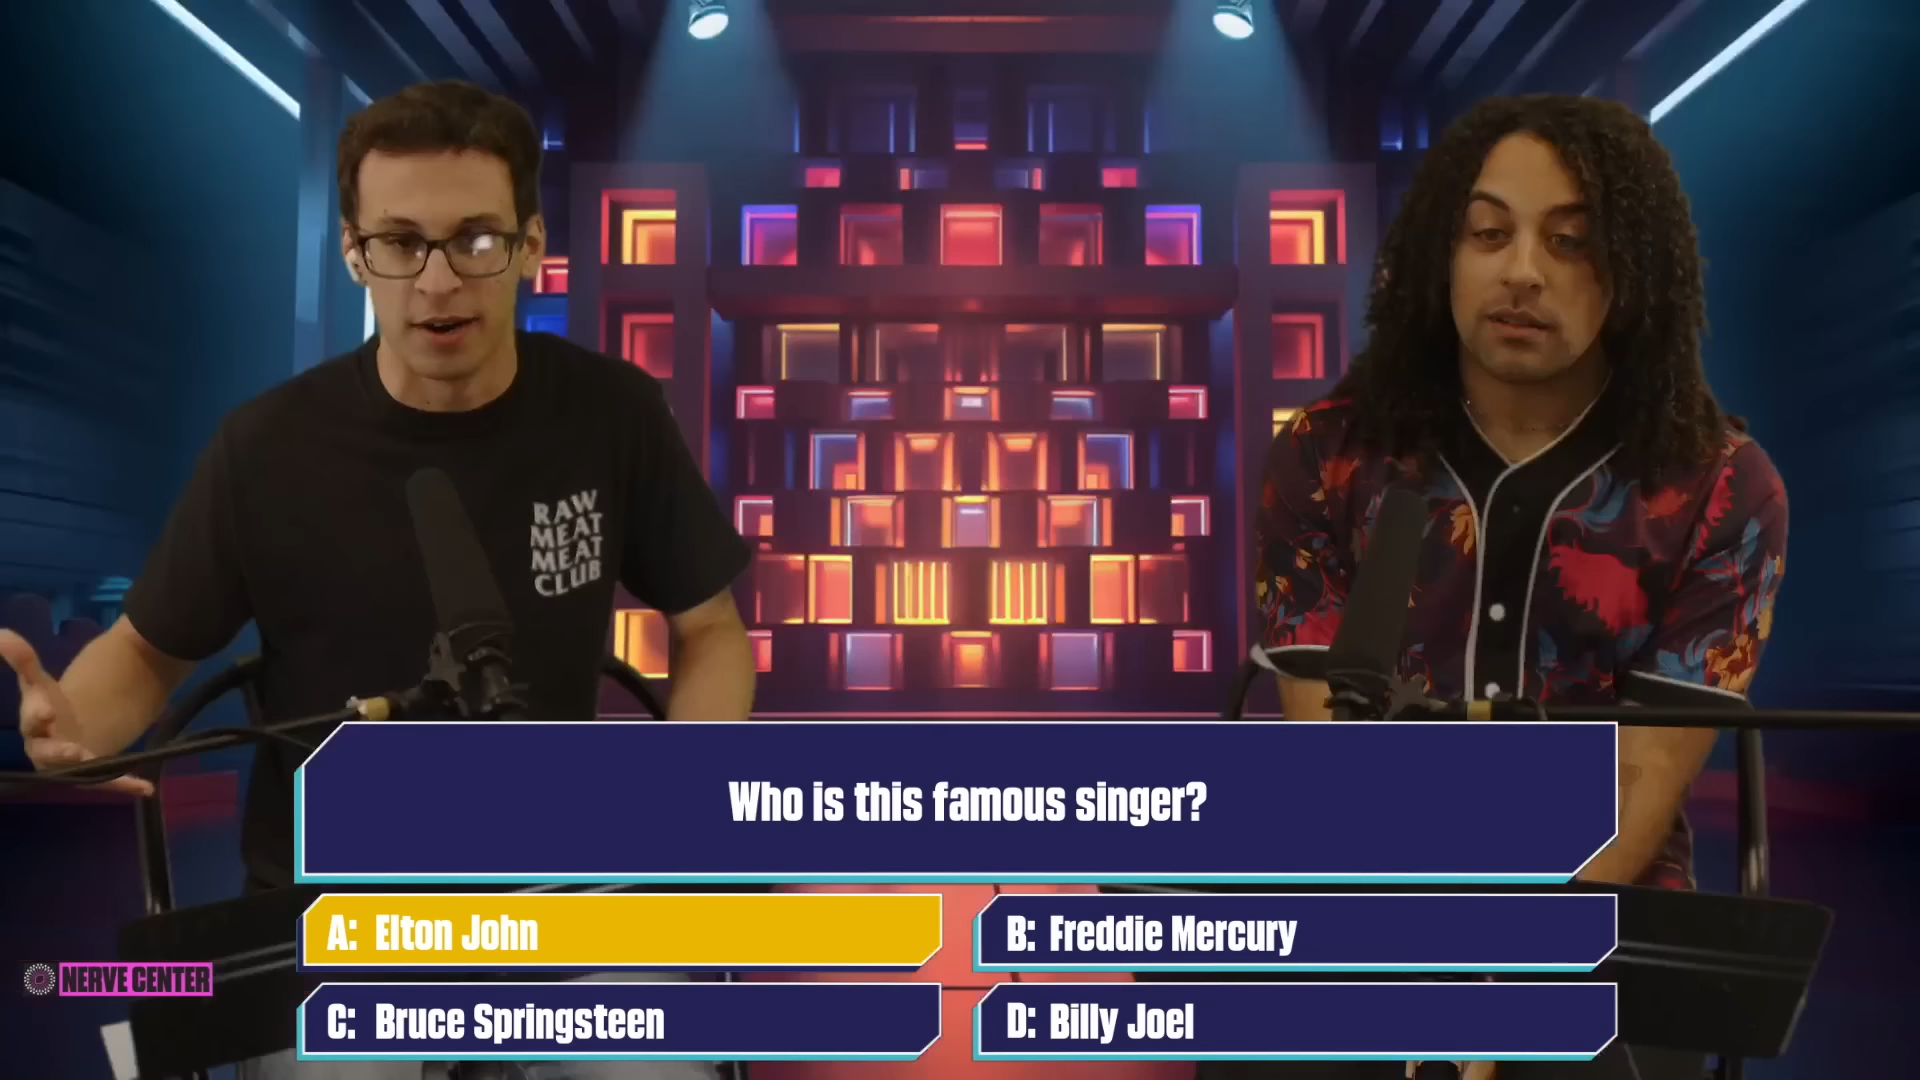 RAW
MEAT
MEAT
CLUB
Who is this famous singer?
A: Elton John
B: Freddie Mercury
C: Bruce Springsteen
D: Billy Joel
NERVE CENTER